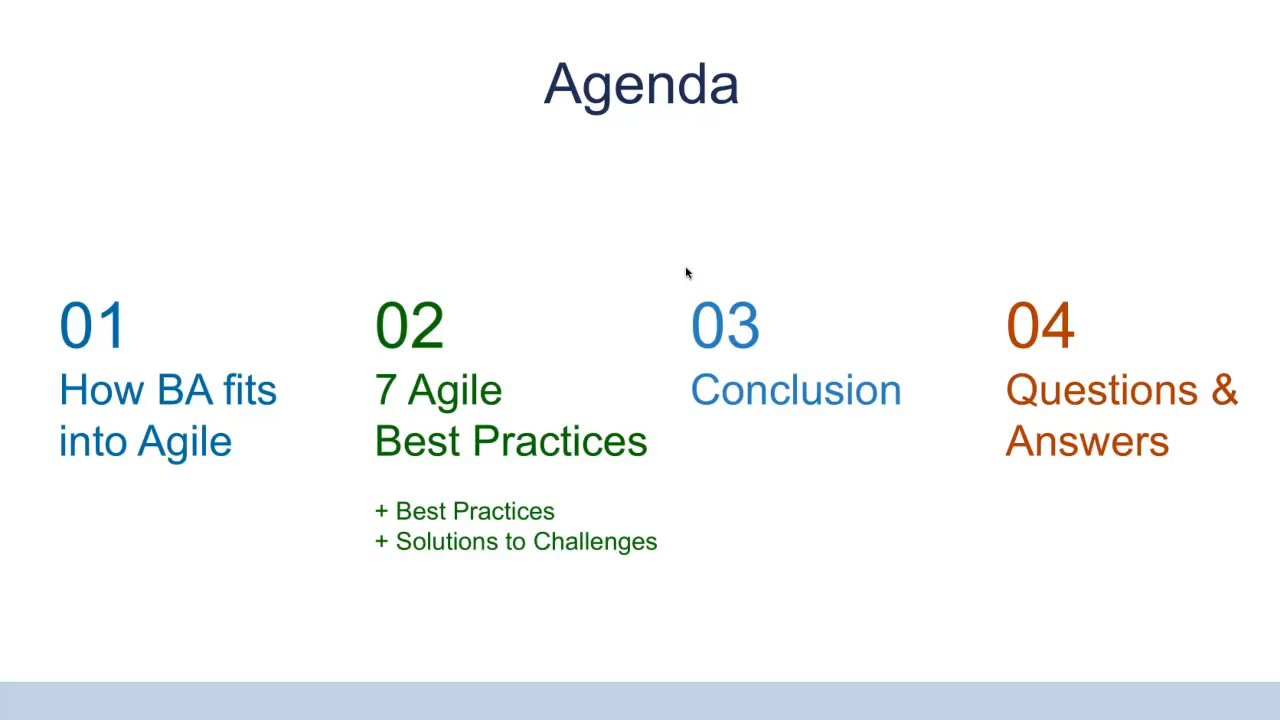 Agenda
01
How BA fits
into Agile
02
7 Agile
Best Practices
+ Best Practices
+ Solutions to Challenges
03
Conclusion
04
Questions &
Answers